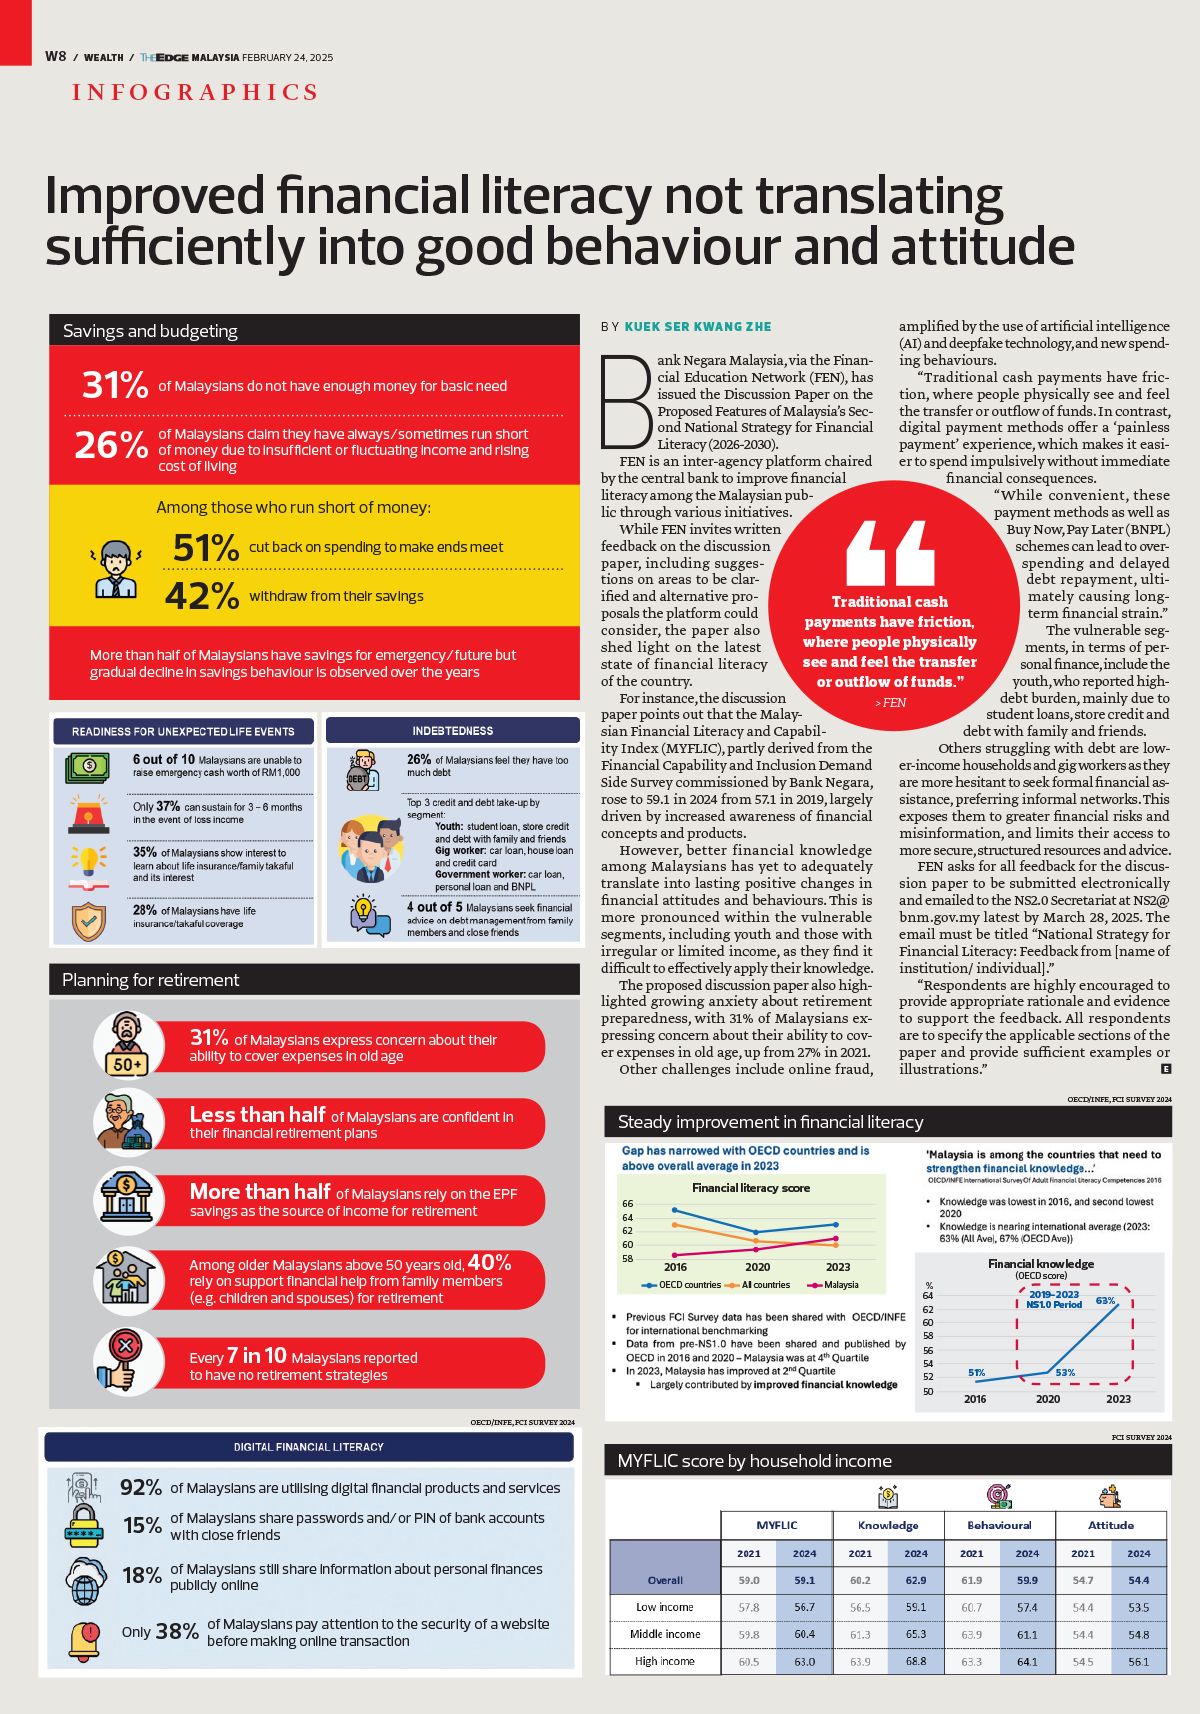 W8 / WEALTH / THEEDGE MALAYSIA FEBRUARY 24, 2025
INFOGRAPHICS
Improved financial literacy not translating
sufficiently into good behaviour and attitude
Savings and budgeting
31% of Malaysians do not have enough money for basic need
26% of Malaysians claim they have always/sometimes run short
of money due to insufficient or fluctuating income and rising
cost of living
Among those who run short of money:
51% cut back on spending to make ends meet
42% withdraw from their savings
More than half of Malaysians have savings for emergency/future but
gradual decline in savings behaviour is observed over the years
READINESS FOR UNEXPECTED LIFE EVENTS
6 out of 10 Malaysians are unable to
raise emergency cash worth of RM1,000
Only 37% can sustain for 3 – 6 months
in the event of loss income
35% of Malaysians show interest to
learn about life insurance/family takaful
and its interest
28% of Malaysians have life
insurance/takaful coverage
INDEBTEDNESS
DEBT
26% of Malaysians feel they have too
much debt
Top 3 credit and debt take-up by
segment:
Youth: student loan, store credit
and debt with family and friends
Gig worker: car loan, house loan
and credit card
Government worker: car loan,
personal loan and BNPL
4 out of 5 Malaysians seek financial
advice on debt management from family
members and close friends
Planning for retirement
50+
31% of Malaysians express concern about their
ability to cover expenses in old age
Less than half of Malaysians are confident in
their financial retirement plans
More than half of Malaysians rely on the EPF
savings as the source of income for retirement
Among older Malaysians above 50 years old, 40%
rely on support financial help from family members
(e.g. children and spouses) for retirement
Every 7 in 10 Malaysians reported
to have no retirement strategies
OECD/INFE, FCI SURVEY 2024
DIGITAL FINANCIAL LITERACY
92% of Malaysians are utilising digital financial products and services
15% of Malaysians share passwords and/or PIN of bank accounts
with close friends
18% of Malaysians still share information about personal finances
publicly online
Only 38% of Malaysians pay attention to the security of a website
before making online transaction
BY KUEK SER KWANG ZHE
Bank Negara Malaysia, via the Finan-
cial Education Network (FEN), has
issued the Discussion Paper on the
Proposed Features of Malaysia's Sec-
ond National Strategy for Financial
Literacy (2026-2030).
FEN is an inter-agency platform chaired
by the central bank to improve financial
literacy among the Malaysian pub-
lic through various initiatives.
While FEN invites written
feedback on the discussion
paper, including sugges-
tions on areas to be clar-
ified and alternative pro-
posals the platform could
consider, the paper also
shed light on the latest
state of financial literacy
of the country.
For instance, the discussion
paper points out that the Malay-
sian Financial Literacy and Capabil-
ity Index (MYFLIC), partly derived from the
Financial Capability and Inclusion Demand
Side Survey commissioned by Bank Negara,
rose to 59.1 in 2024 from 57.1 in 2019, largely
driven by increased awareness of financial
concepts and products.
However, better financial knowledge
among Malaysians has yet to adequately
translate into lasting positive changes in
financial attitudes and behaviours. This is
more pronounced within the vulnerable
segments, including youth and those with
irregular or limited income, as they find it
difficult to effectively apply their knowledge.
The proposed discussion paper also high-
lighted growing anxiety about retirement
preparedness, with 31% of Malaysians ex-
pressing concern about their ability to cov-
er expenses in old age, up from 27% in 2021.
Other challenges include online fraud,
amplified by the use of artificial intelligence
(AI) and deepfake technology, and new spend-
ing behaviours.
“Traditional cash payments have fric-
tion, where people physically see and feel
the transfer or outflow of funds. In contrast,
digital payment methods offer a ‘painless
payment’ experience, which makes it easi-
er to spend impulsively without immediate
financial consequences.
“While convenient, these
payment methods as well as
Buy Now, Pay Later (BNPL)
schemes can lead to over-
spending and delayed
debt repayment, ulti-
mately causing long-
term financial strain.”
The vulnerable seg-
ments, in terms of per-
sonal finance, include the
youth, who reported high-
debt burden, mainly due to
student loans, store credit and
debt with family and friends.
Others struggling with debt are low-
er-income households and gig workers as they
are more hesitant to seek formal financial as-
sistance, preferring informal networks. This
exposes them to greater financial risks and
misinformation, and limits their access to
more secure, structured resources and advice.
FEN asks for all feedback for the discus-
sion paper to be submitted electronically
and emailed to the NS2.0 Secretariat at NS2@
bnm.gov.my latest by March 28, 2025. The
email must be titled “National Strategy for
Financial Literacy: Feedback from [name of
institution/ individual].”
“Respondents are highly encouraged to
provide appropriate rationale and evidence
to support the feedback. All respondents
are to specify the applicable sections of the
paper and provide sufficient examples or
illustrations.” E
“
Traditional cash
payments have friction,
where people physically
see and feel the transfer
or outflow of funds.”
> FEN
OECD/INFE, FCI SURVEY 2024
Steady improvement in financial literacy
Gap has narrowed with OECD countries and is
above overall average in 2023
Financial literacy score
66
64
62
60
58
2016 2020 2023
OECD countries All countries Malaysia
• Previous FCI Survey data has been shared with OECD/INFE
for international benchmarking
• Data from pre-NS1.0 have been shared and published by
OECD in 2016 and 2020 – Malaysia was at 4th Quartile
• In 2023, Malaysia has improved at 2nd Quartile
• Largely contributed by improved financial knowledge
‘Malaysia is among the countries that need to
strengthen financial knowledge...’
OECD/INFE International Survey Of Adult Financial Literacy Competencies 2016
• Knowledge was lowest in 2016, and second lowest
2020
• Knowledge is nearing international average (2023:
63% (All Ave), 67% (OECD Ave))
Financial knowledge
(OECD score)
%
64
62
60
58
56
54
52
50
2019-2023
NS1.0 Period
63%
51%
53%
2016 2020 2023
FCI SURVEY 2024
MYFLIC score by household income
MYFLIC Knowledge Behavioural Attitude
2021 2024 2021 2024 2021 2024 2021 2024
Overall 59.0 59.1 60.2 62.9 61.9 59.9 54.7 54.4
Low income 57.8 56.7 56.5 59.1 60.7 57.4 54.4 53.5
Middle income 59.8 60.4 61.3 65.3 63.9 61.1 54.4 54.8
High income 60.5 63.0 63.9 68.8 63.3 64.1 54.5 56.1